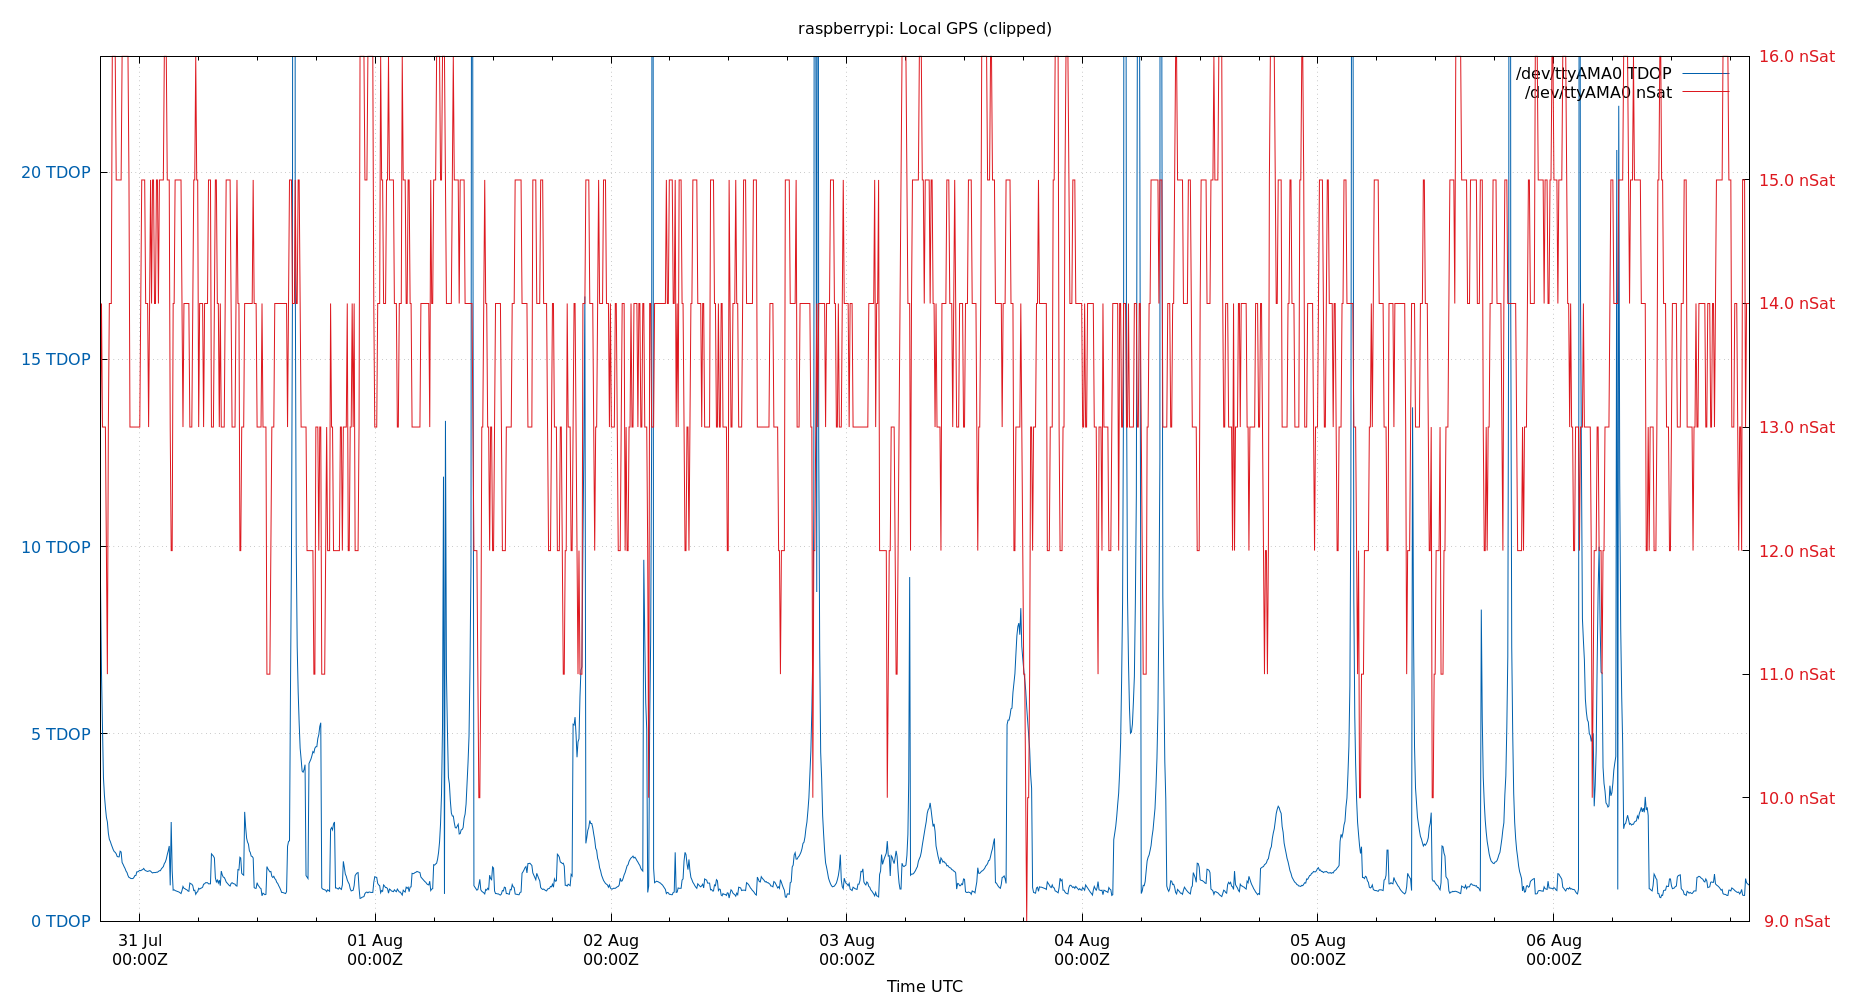 raspberrypi: Local GPS (clipped)
/dev/ttyAMA0 TDOP
/dev/ttyAMA0 nSat
20 TDOP
15 TDOP
10 TDOP
5 TDOP
0 TDOP
16.0 nSat
15.0 nSat
14.0 nSat
13.0 nSat
12.0 nSat
11.0 nSat
10.0 nSat
9.0 nSat
31 Jul
00:00Z
01 Aug
00:00Z
02 Aug
00:00Z
03 Aug
00:00Z
04 Aug
00:00Z
05 Aug
00:00Z
06 Aug
00:00Z
Time UTC